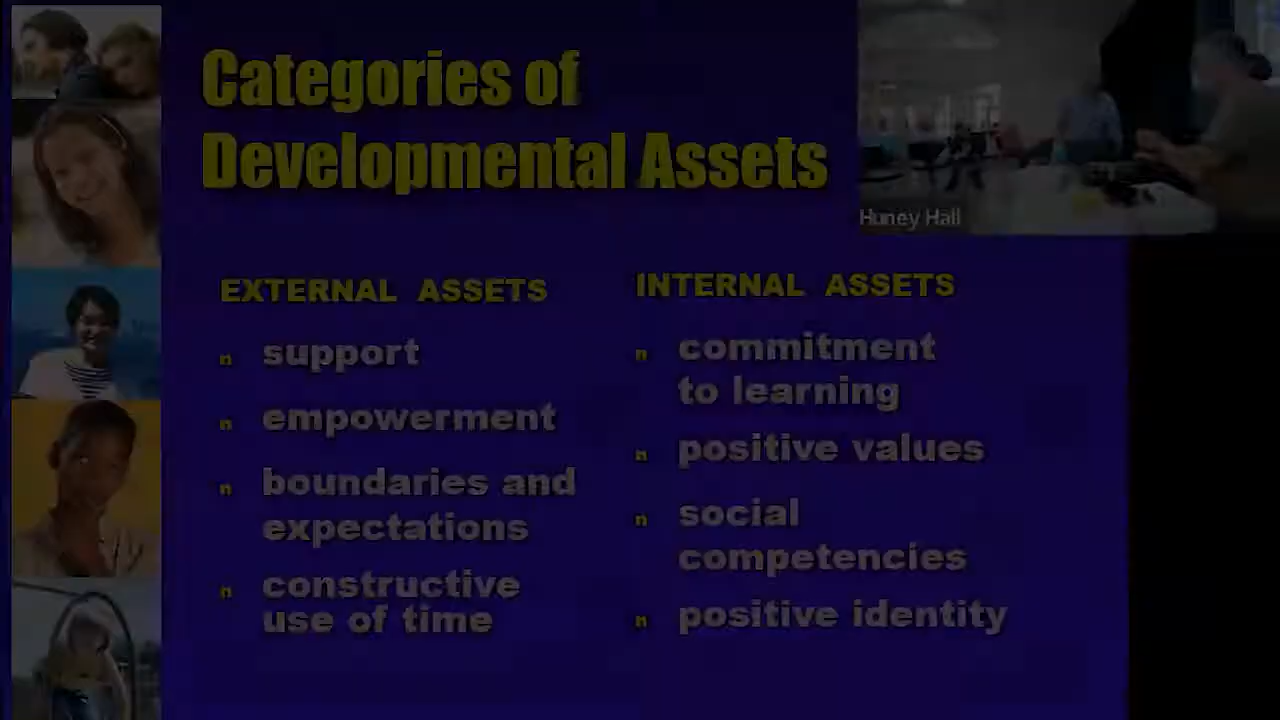 Categories of
Developmental Assets
Huney Hall
EXTERNAL ASSETS
n support
n empowerment
n boundaries and
expectations
n constructive
use of time
INTERNAL ASSETS
n commitment
to learning
n positive values
n social
competencies
n positive identity